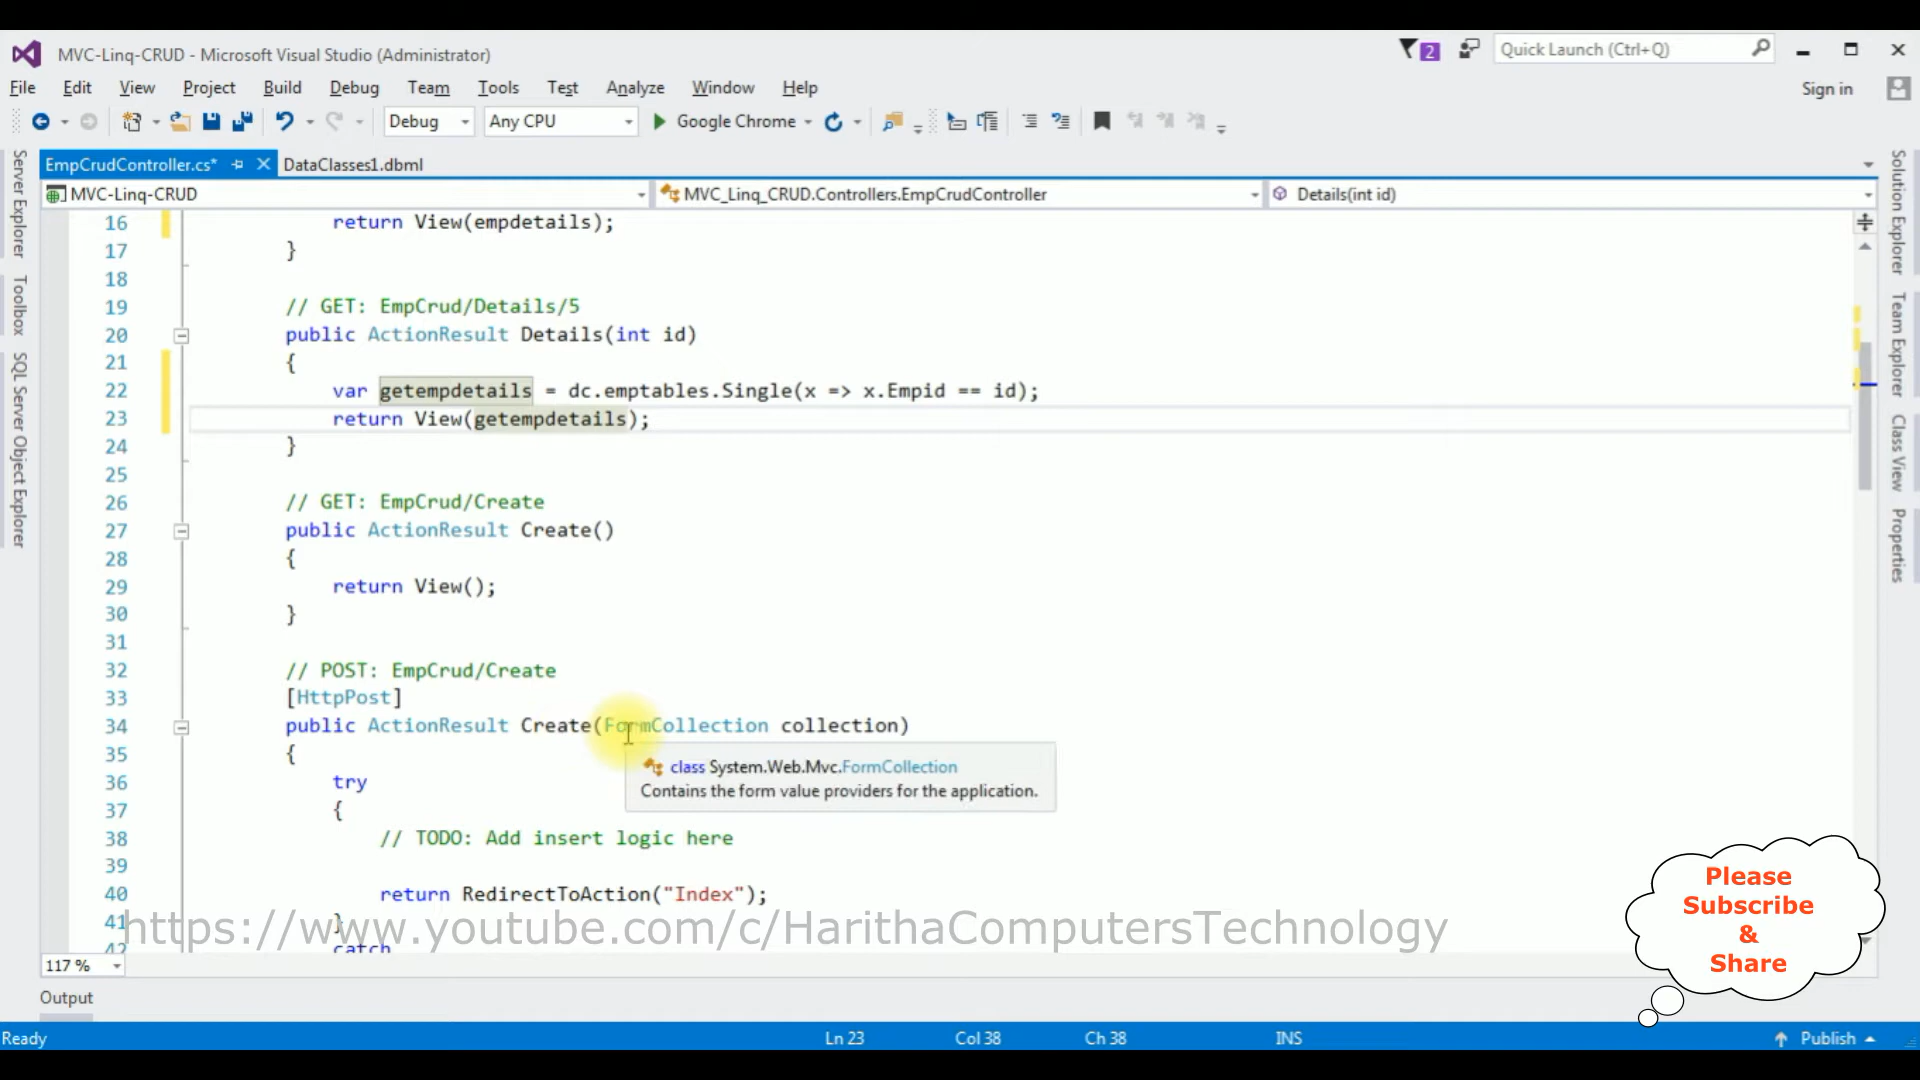 MVC-Linq-CRUD - Microsoft Visual Studio (Administrator)
2
Quick Launch (Ctrl+Q)
File Edit View Project Build Debug Team Tools Test Analyze Window Help
Sign in
Debug Any CPU Google Chrome
EmpCrudController.cs* DataClasses1.dbml
MVC-Linq-CRUD MVC_Linq_CRUD.Controllers.EmpCrudController Details(int id)
Server Explorer
Toolbox
SQL Server Object Explorer
16 return View(empdetails);
17 }
18
19 // GET: EmpCrud/Details/5
20 public ActionResult Details(int id)
21 {
22 var getempdetails = dc.emptables.Single(x => x.Empid == id);
23 return View(getempdetails);
24 }
25
26 // GET: EmpCrud/Create
27 public ActionResult Create()
28 {
29 return View();
30 }
31
32 // POST: EmpCrud/Create
33 [HttpPost]
34 public ActionResult Create(FormCollection collection)
35 {
class System.Web.Mvc.FormCollection
Contains the form value providers for the application.
36 try
37 {
38 // TODO: Add insert logic here
39
40 return RedirectToAction("Index");
41 }
42 catch
https://www.youtube.com/c/HarithaComputersTechnology
Solution Explorer
Team Explorer
Class View
Properties
Please
Subscribe
&
Share
117 %
Output
Ready Ln 23 Col 38 Ch 38 INS Publish